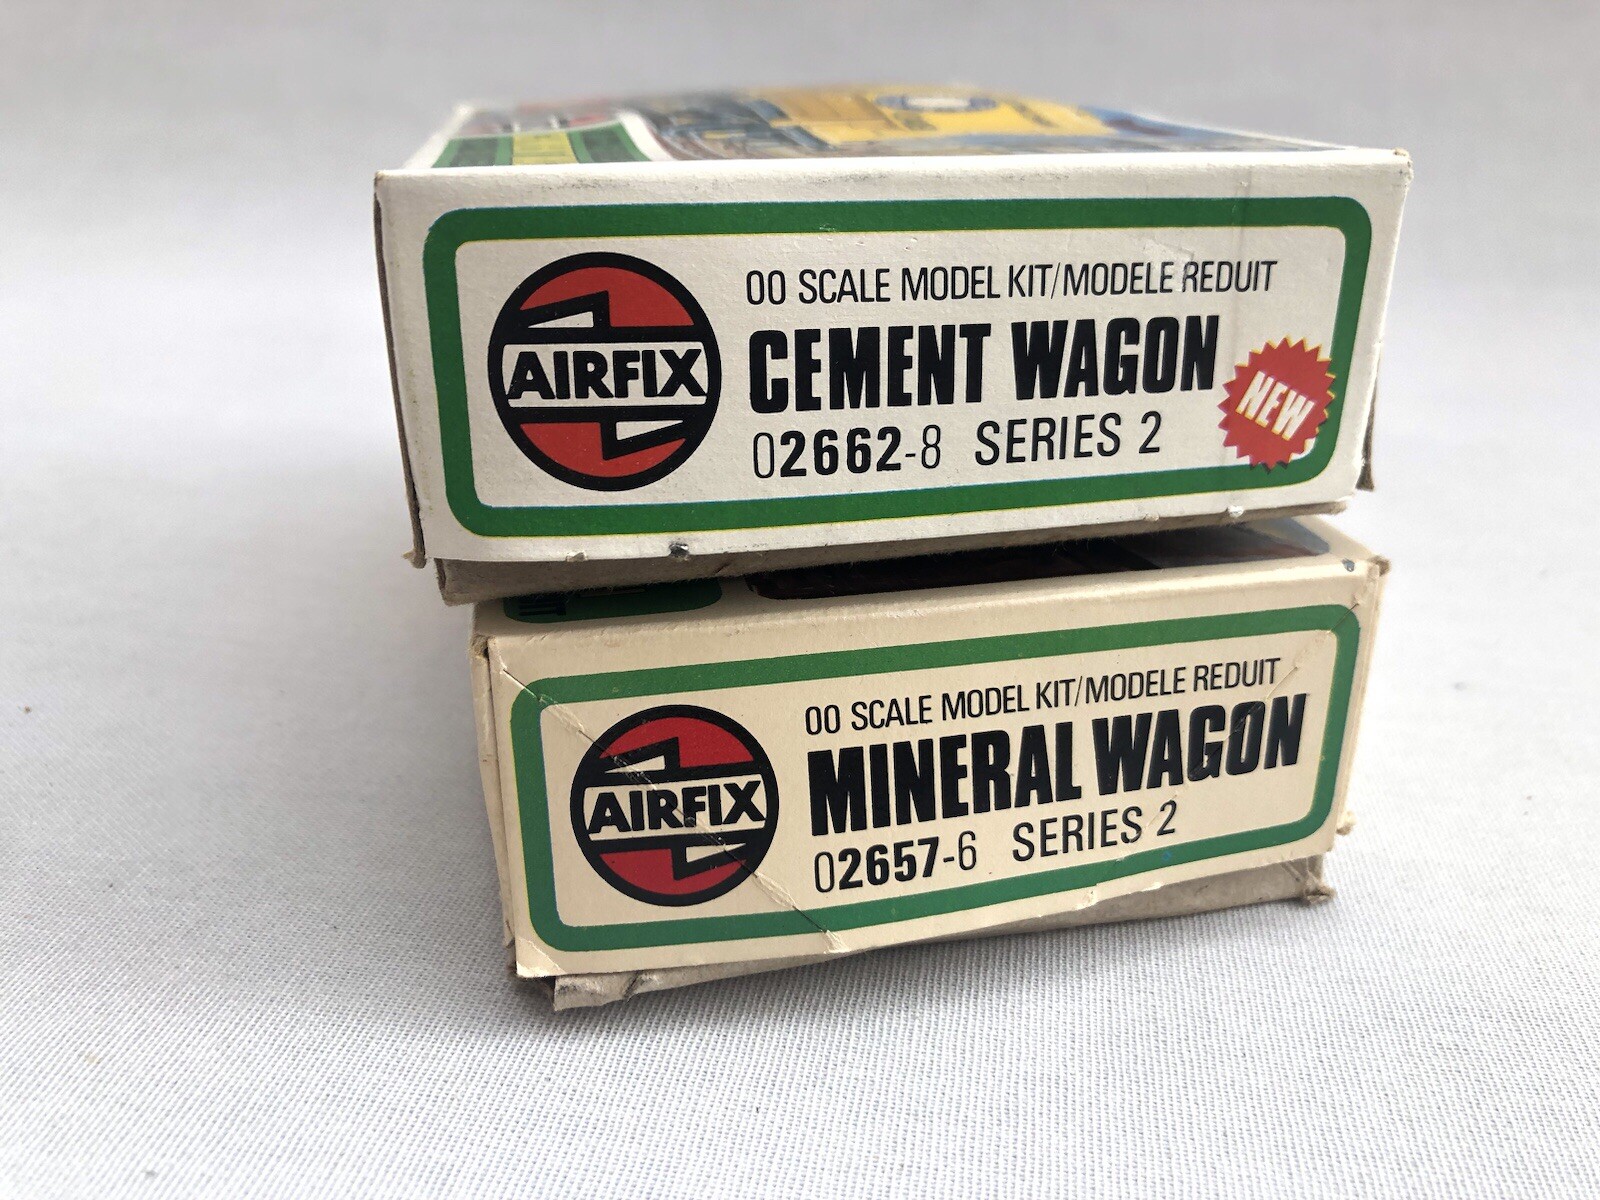 00 SCALE MODEL KIT/MODELE REDUIT
AIRFIX
CEMENT WAGON
NEW
02662-8 SERIES 2
00 SCALE MODEL KIT/MODELE REDUIT
AIRFIX
MINERAL WAGON
02657-6 SERIES 2